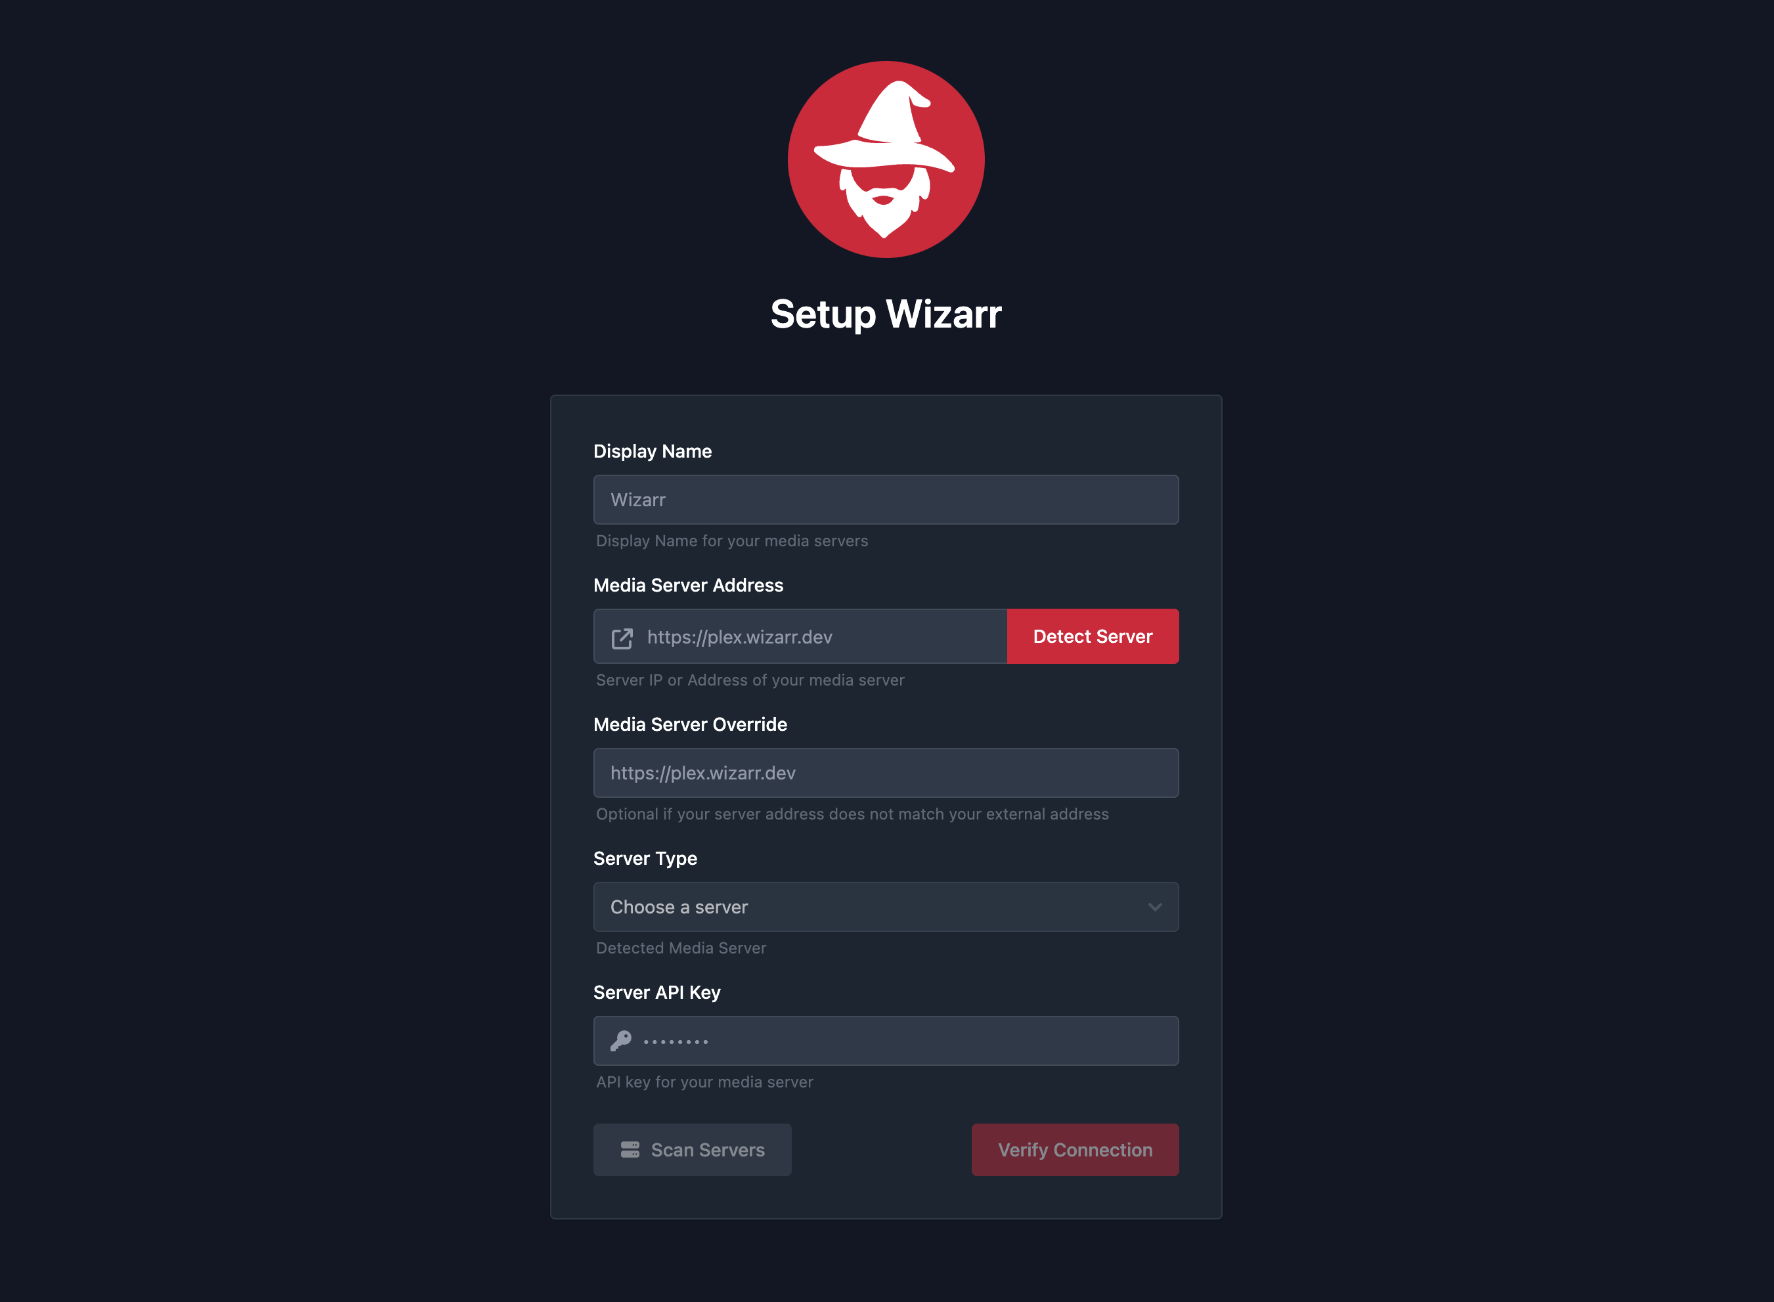 Setup Wizarr
Display Name
Wizarr
Display Name for your media servers
Media Server Address
https://plex.wizarr.dev
Detect Server
Server IP or Address of your media server
Media Server Override
https://plex.wizarr.dev
Optional if your server address does not match your external address
Server Type
Choose a server
Detected Media Server
Server API Key
••••••••
API key for your media server
Scan Servers
Verify Connection